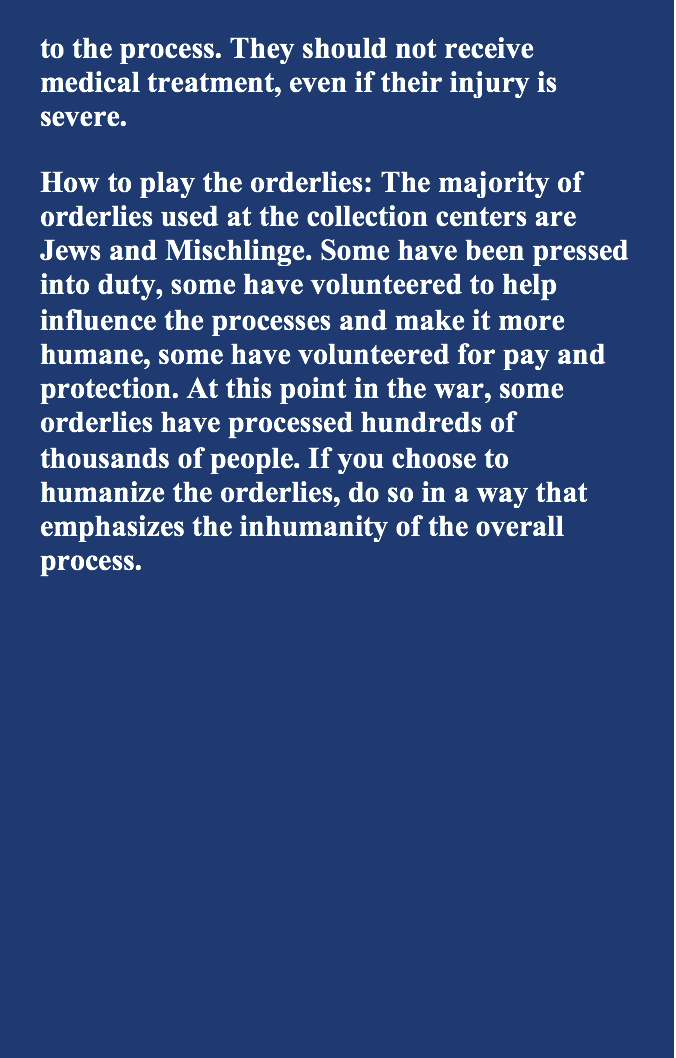 to the process. They should not receive
medical treatment, even if their injury is
severe.
How to play the orderlies: The majority of
orderlies used at the collection centers are
Jews and Mischlinge. Some have been pressed
into duty, some have volunteered to help
influence the processes and make it more
humane, some have volunteered for pay and
protection. At this point in the war, some
orderlies have processed hundreds of
thousands of people. If you choose to
humanize the orderlies, do so in a way that
emphasizes the inhumanity of the overall
process.